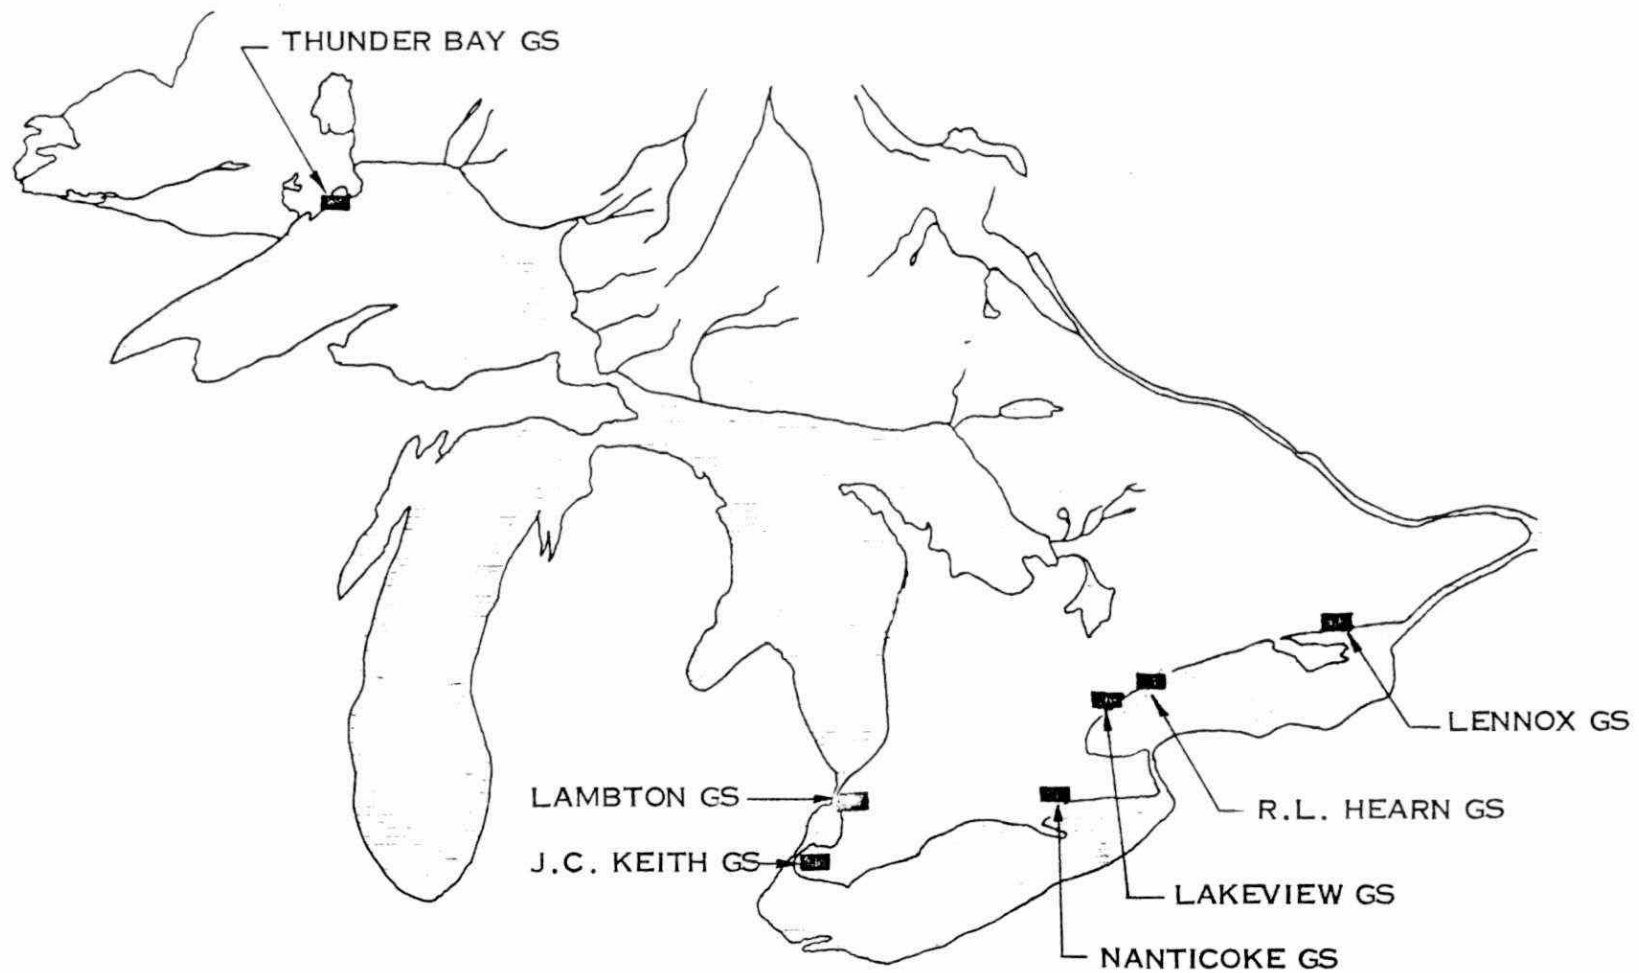 THUNDER BAY GS
LENNOX GS
LAMBTON GS
R.L. HEARN GS
J.C. KEITH GS
LAKEVIEW GS
NANTICOKE GS